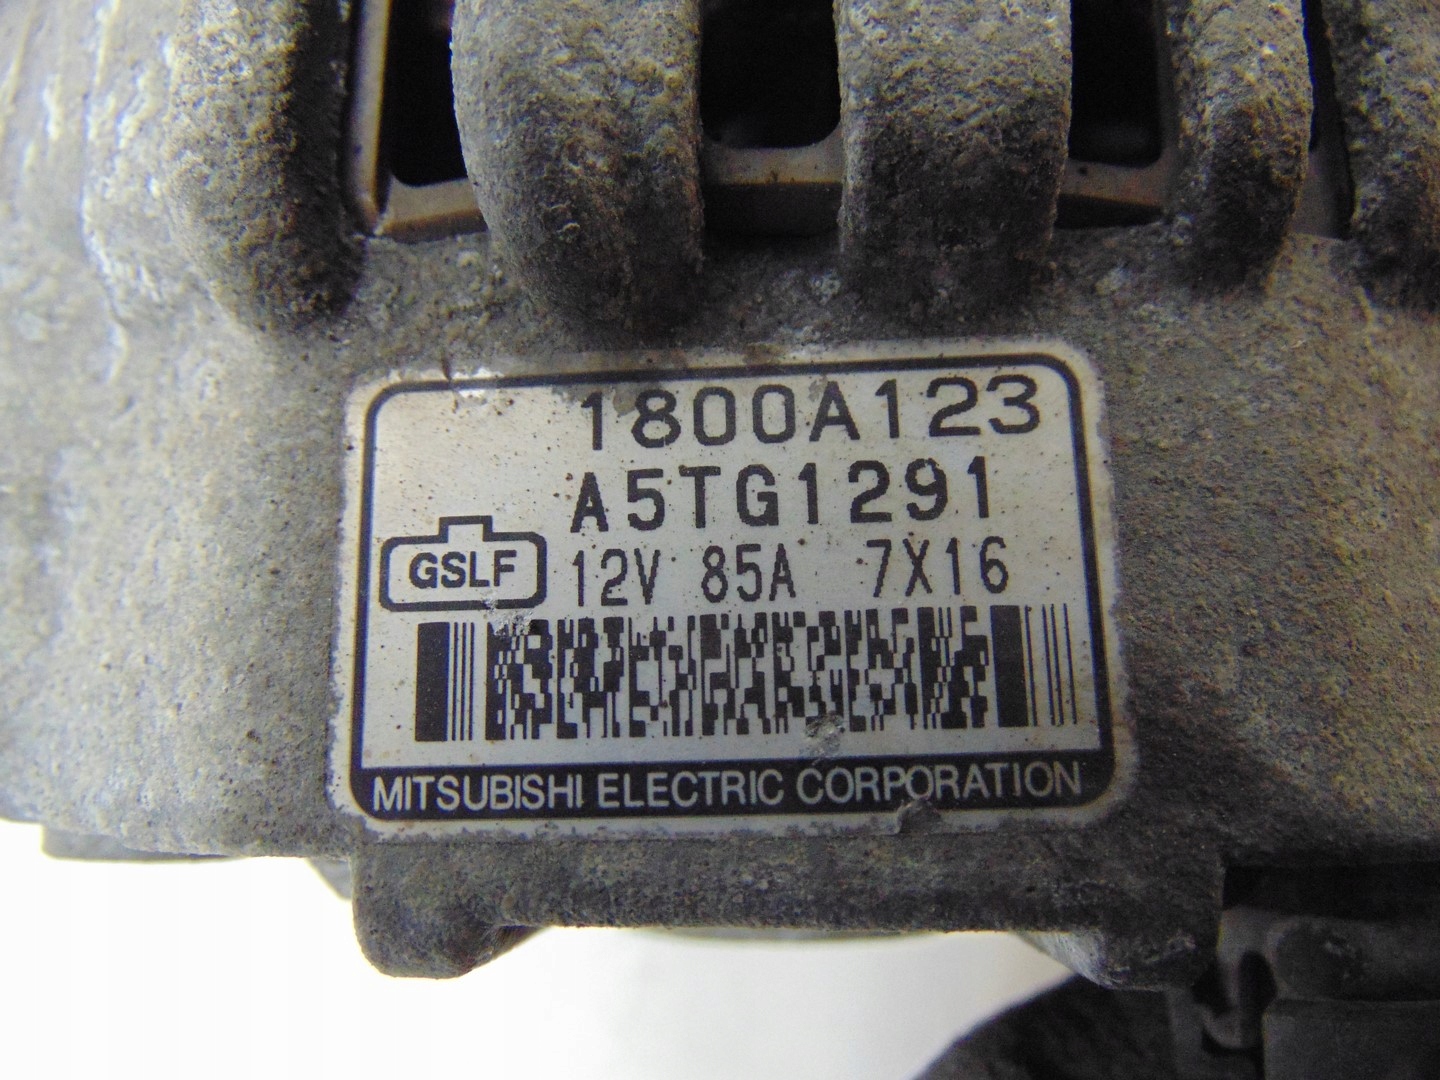 1800A123
A5TG1291
GSLF 12V 85A 7X16
MITSUBISHI ELECTRIC CORPORATION